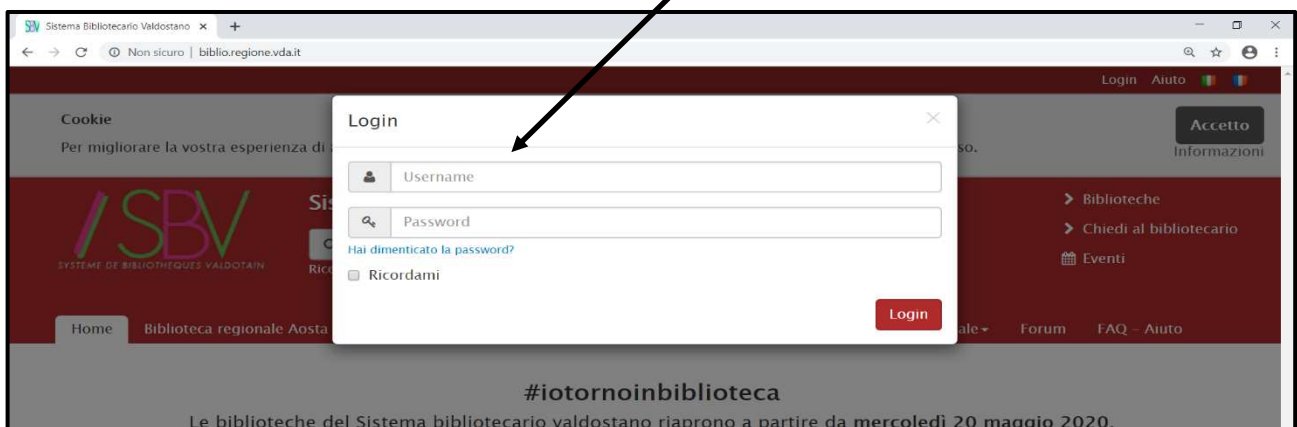 Sistema Bibliotecario Valdostano
Non sicuro | biblio.regione.vda.it
Login Aiuto
Cookie
Per migliorare la vostra esperienza di
so.
Accetto
Informazioni
Login
Username
Password
Hai dimenticato la password?
Ricordami
Login
SBV
SYSTEME DE BIBLIOTHEQUES VALDOTAIN
Sis
Rice
Biblioteche
Chiedi al bibliotecario
Eventi
Home Biblioteca regionale Aosta
ale Forum FAQ – Aiuto
#iotornoinbiblioteca
Le biblioteche del Sistema bibliotecario valdostano riaprono a partire da mercoledì 20 maggio 2020.